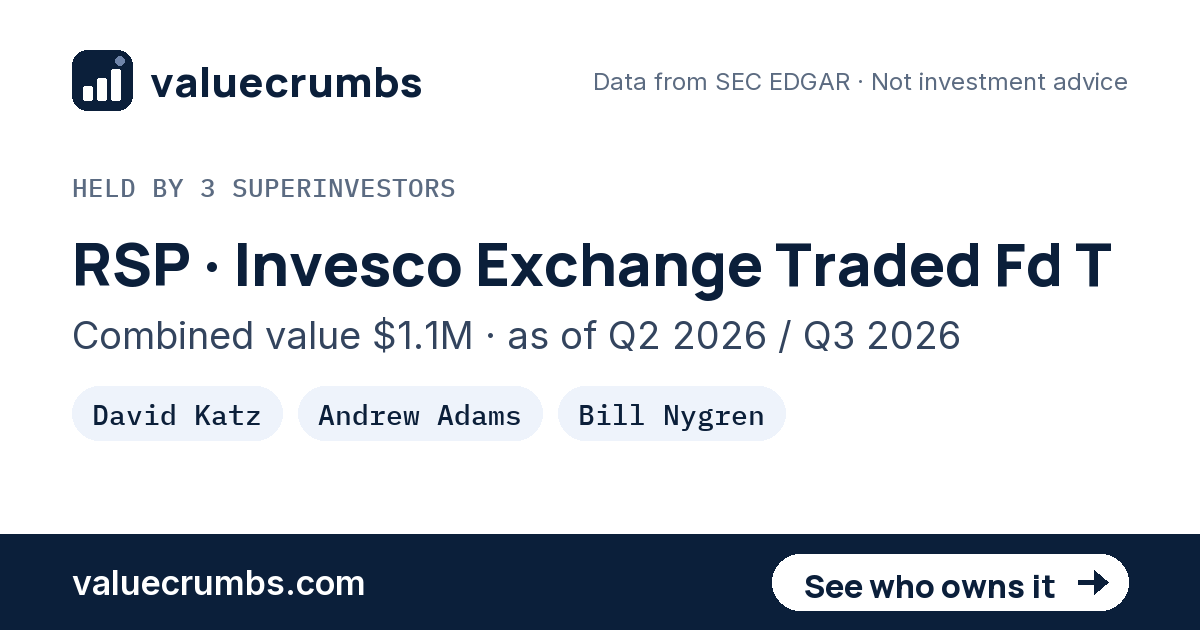 valuecrumbs
Data from SEC EDGAR · Not investment advice
HELD BY 3 SUPERINVESTORS
RSP · Invesco Exchange Traded Fd T
Combined value $1.1M · as of Q2 2026 / Q3 2026
David Katz Andrew Adams Bill Nygren
valuecrumbs.com
See who owns it →